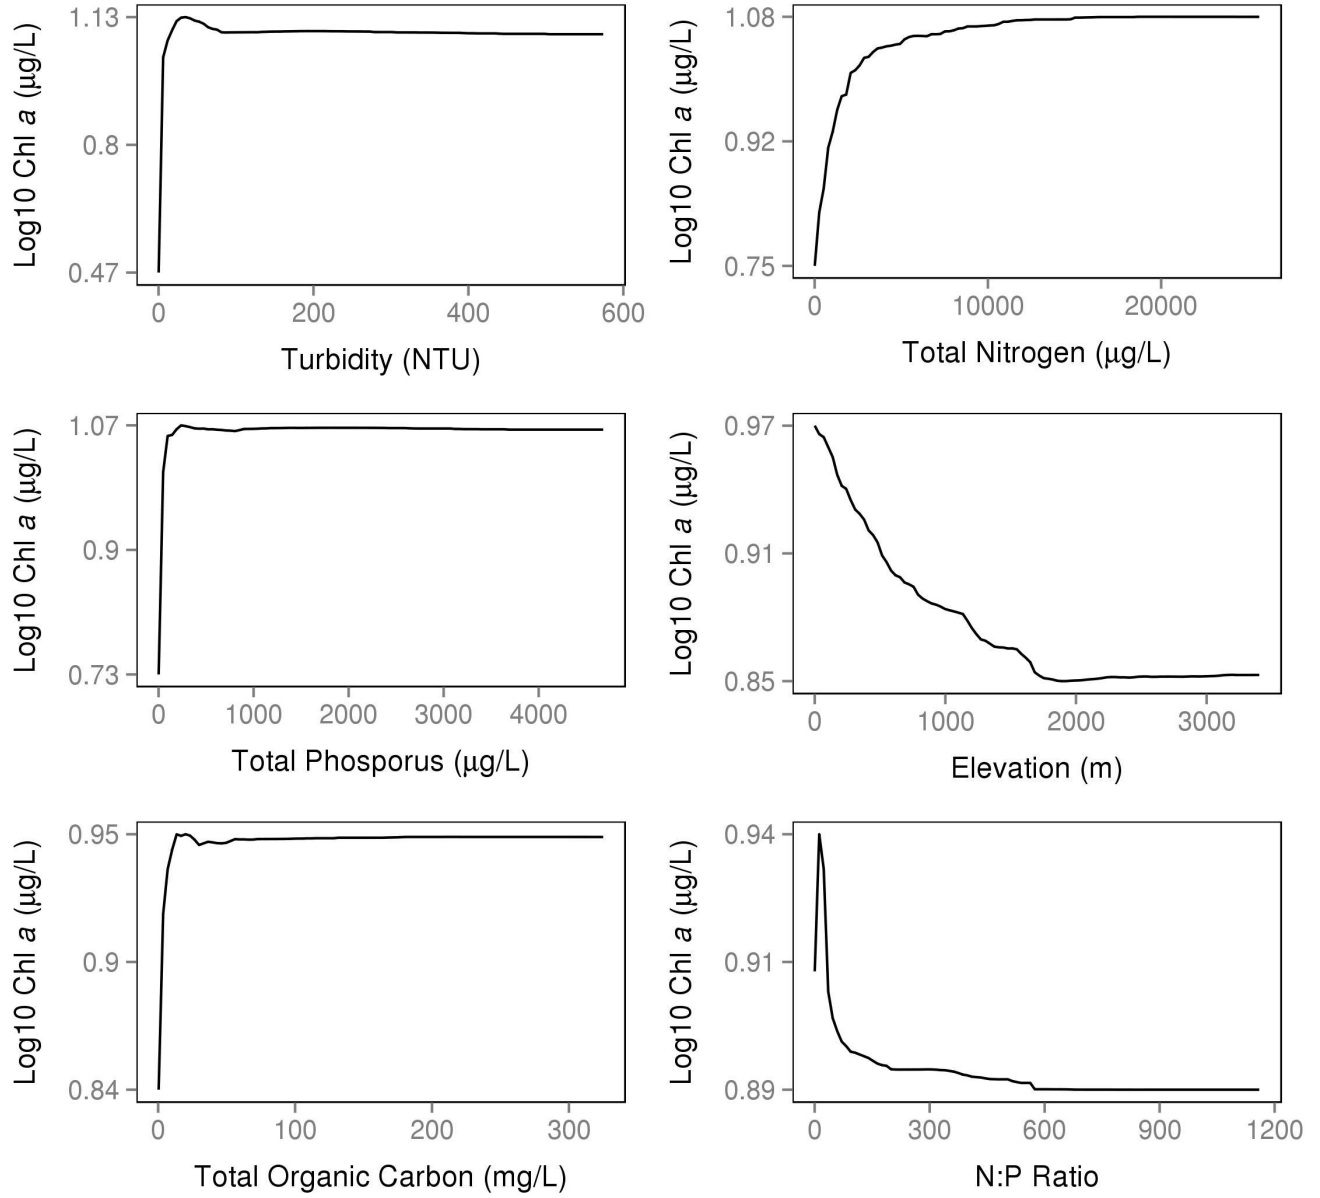 Log10 Chl a (µg/L)
1.13
0.8
0.47
0 200 400 600
Turbidity (NTU)
Log10 Chl a (µg/L)
1.08
0.92
0.75
0 10000 20000
Total Nitrogen (µg/L)
Log10 Chl a (µg/L)
1.07
0.9
0.73
0 1000 2000 3000 4000
Total Phosporus (µg/L)
Log10 Chl a (µg/L)
0.97
0.91
0.85
0 1000 2000 3000
Elevation (m)
Log10 Chl a (µg/L)
0.95
0.9
0.84
0 100 200 300
Total Organic Carbon (mg/L)
Log10 Chl a (µg/L)
0.94
0.91
0.89
0 300 600 900 1200
N:P Ratio